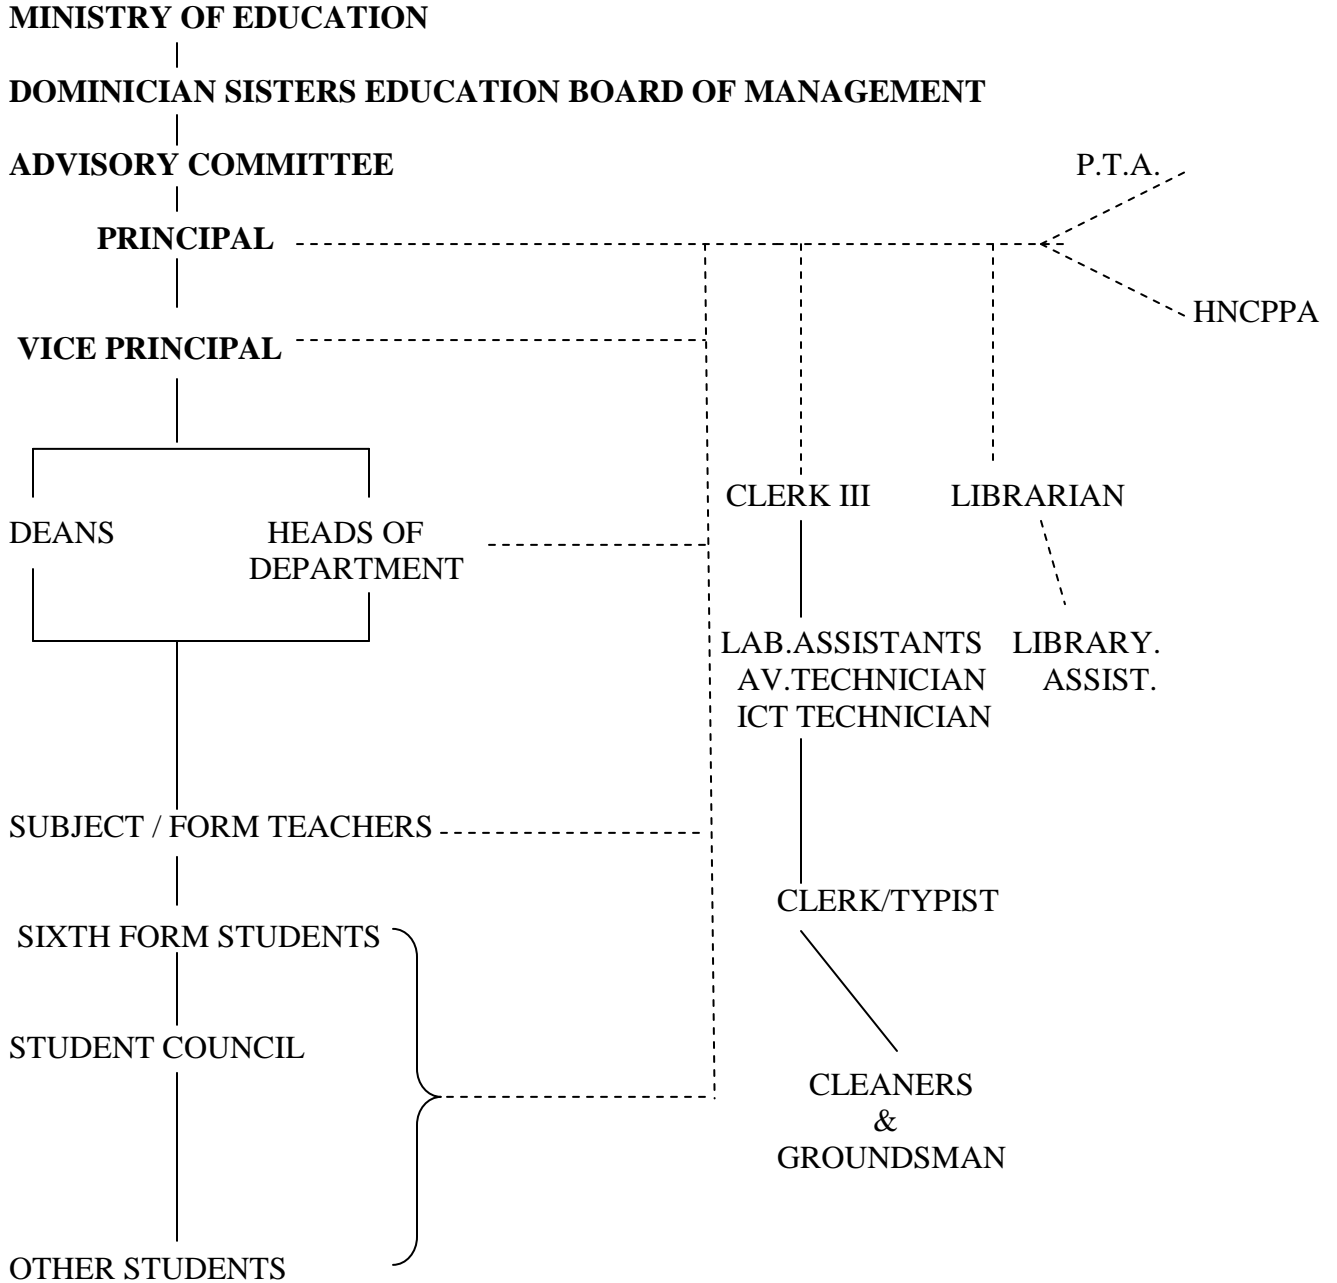 MINISTRY OF EDUCATION
DOMINICIAN SISTERS EDUCATION BOARD OF MANAGEMENT
ADVISORY COMMITTEE
P.T.A.
PRINCIPAL
HNCPPA
VICE PRINCIPAL
CLERK III
LIBRARIAN
DEANS
HEADS OF
DEPARTMENT
LAB.ASSISTANTS
AV.TECHNICIAN
ICT TECHNICIAN
LIBRARY.
ASSIST.
SUBJECT / FORM TEACHERS
CLERK/TYPIST
SIXTH FORM STUDENTS
STUDENT COUNCIL
CLEANERS
&
GROUNDSMAN
OTHER STUDENTS